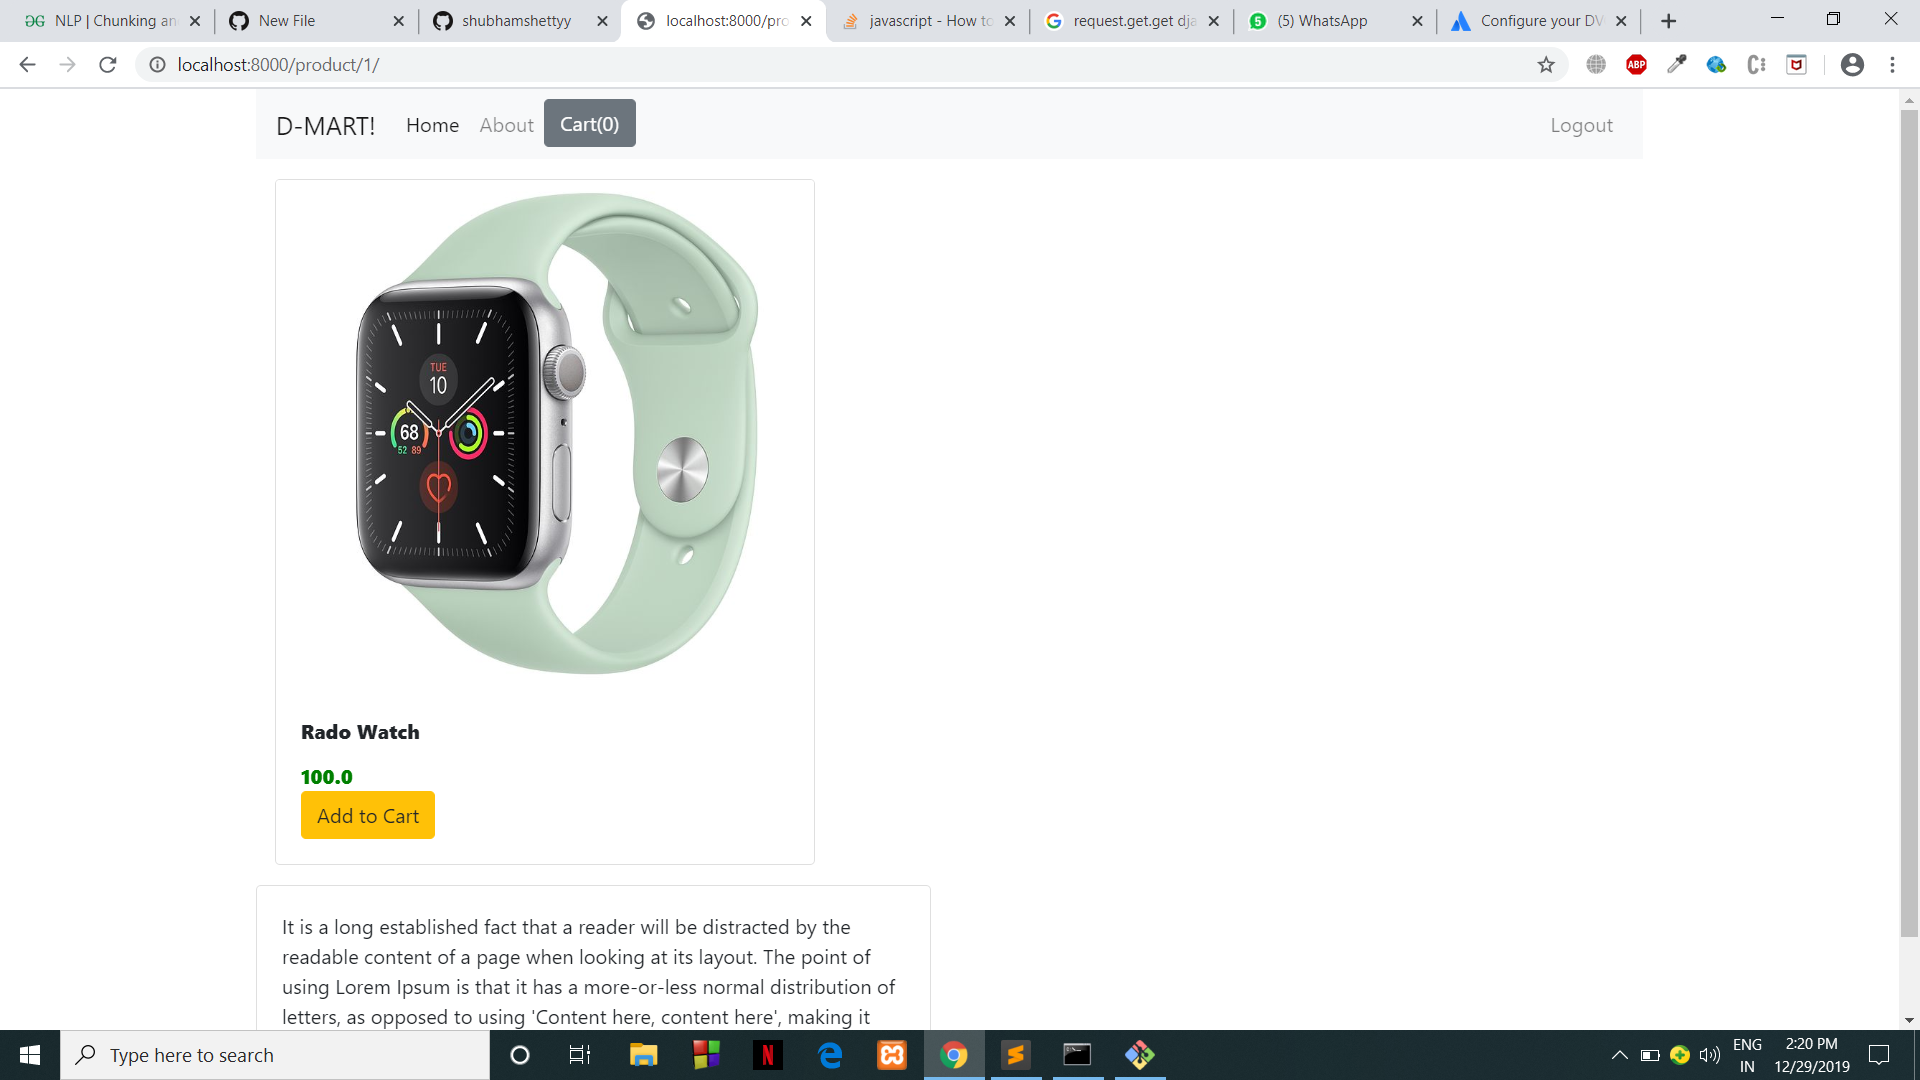 NLP | Chunking an
New File
shubhamshettyy
localhost:8000/pro
javascript - How to
request.get.get dja
(5) WhatsApp
Configure your DV
localhost:8000/product/1/
ABP
D-MART!
Home
About
Cart(0)
Logout
TUE
10
68
52 89
Rado Watch
100.0
Add to Cart
It is a long established fact that a reader will be distracted by the
readable content of a page when looking at its layout. The point of
using Lorem Ipsum is that it has a more-or-less normal distribution of
letters, as opposed to using 'Content here, content here', making it
Type here to search
ENG
IN
2:20 PM
12/29/2019